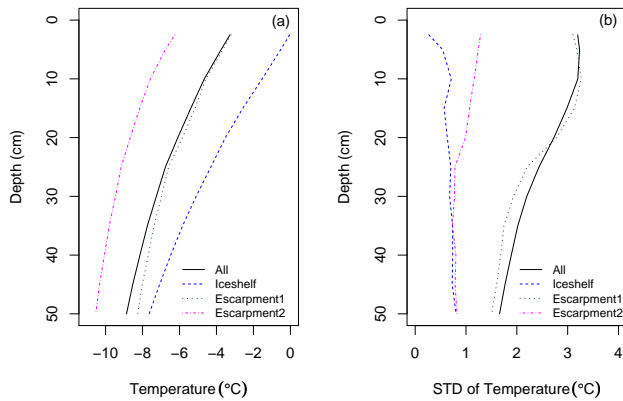 (a)
0
10
20
30
40
50
Depth (cm)
All
Iceshelf
Escarpment1
Escarpment2
−10
−8
−6
−4
−2
0
Temperature (°C)
(b)
0
10
20
30
40
50
Depth (cm)
All
Iceshelf
Escarpment1
Escarpment2
0
1
2
3
4
STD of Temperature (°C)